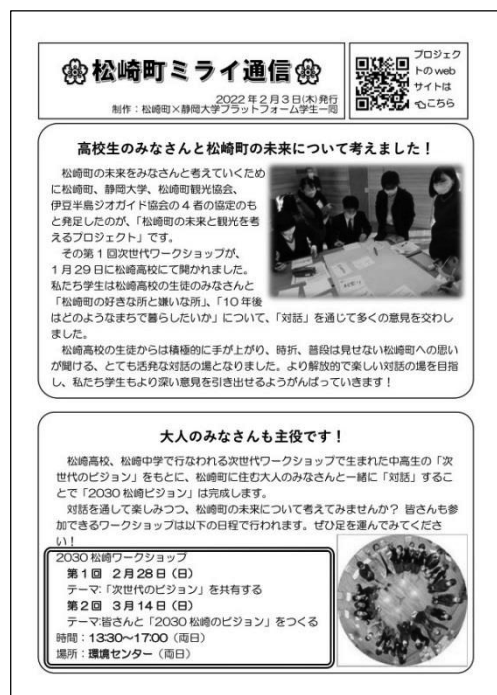 松崎町ミライ通信
2022年2月3日(木)発行
制作：松崎町×静岡大学プラットフォーム学生一同
プロジェク
トのweb
サイトは
こちら
高校生のみなさんと松崎町の未来について考えました！
松崎町の未来をみなさんと考えていくため
に松崎町、静岡大学、松崎町観光協会、
伊豆半島ジオガイド協会の4者の協定のも
と発足したのが、「松崎町の未来と観光を考
えるプロジェクト」です。
その第1回次世代ワークショップが、
1月29日に松崎高校にて開かれました。
私たち学生は松崎高校の生徒のみなさんと
「松崎町の好きな所と嫌いな所」、「10年後
はどのようなまちで暮らしたいか」について、「対話」を通じて多くの意見を交わし
ました。
松崎高校の生徒からは積極的に手が上がり、時折、普段は見せない松崎町への思い
が聞ける、とても活発な対話の場となりました。より解放的で楽しい対話の場を目指
し、私たち学生もより深い意見を引き出せるようがんばっていきます！
大人のみなさんも主役です！
松崎高校、松崎中学で行なわれる次世代ワークショップで生まれた中高生の「次
世代のビジョン」をもとに、松崎町に住む大人のみなさんと一緒に「対話」するこ
とで「2030松崎ビジョン」は完成します。
対話を通して楽しみつつ、松崎町の未来について考えてみませんか？ 皆さんも参
加できるワークショップは以下の日程で行われます。ぜひ足を運んでみてくださ
い！
2030松崎ワークショップ
第1回 2月28日（日）
テーマ:「次世代のビジョン」を共有する
第2回 3月14日（日）
テーマ:皆さんと「2030松崎のビジョン」をつくる
時間：13:30～17:00（両日）
場所：環境センター（両日）